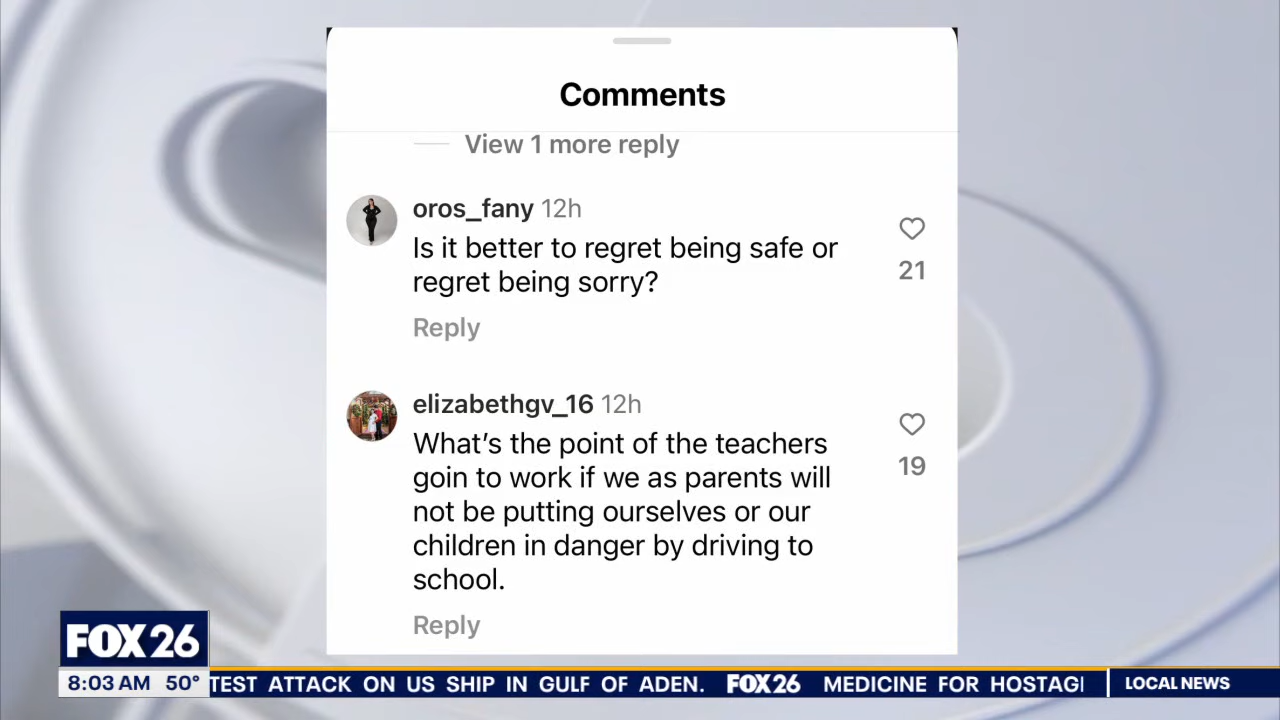 Comments
View 1 more reply
oros_fany 12h
Is it better to regret being safe or
regret being sorry?
21
Reply
elizabethgv_16 12h
What's the point of the teachers
goin to work if we as parents will
not be putting ourselves or our
children in danger by driving to
school.
19
Reply
FOX 26
8:03 AM 50° TEST ATTACK ON US SHIP IN GULF OF ADEN. FOX 26 MEDICINE FOR LOCAL NEWS